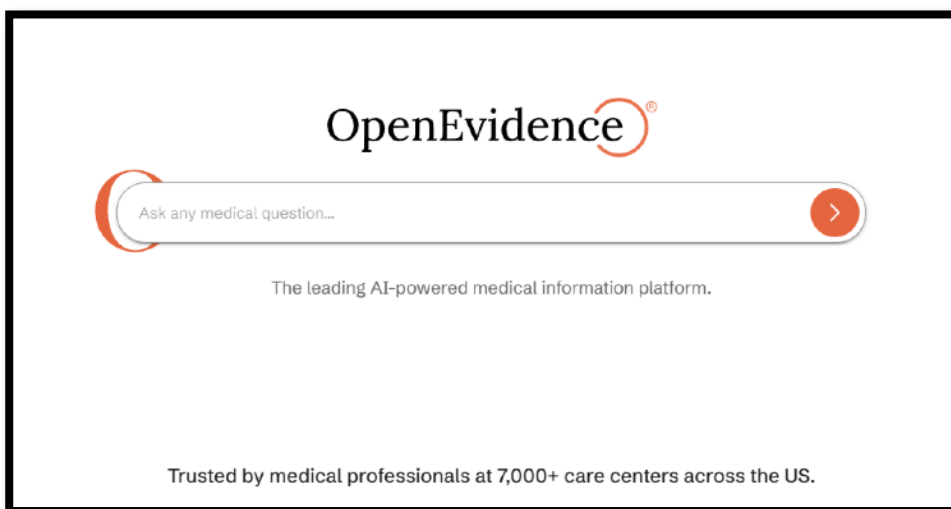 OpenEvidence®
Ask any medical question...
The leading AI-powered medical information platform.
Trusted by medical professionals at 7,000+ care centers across the US.